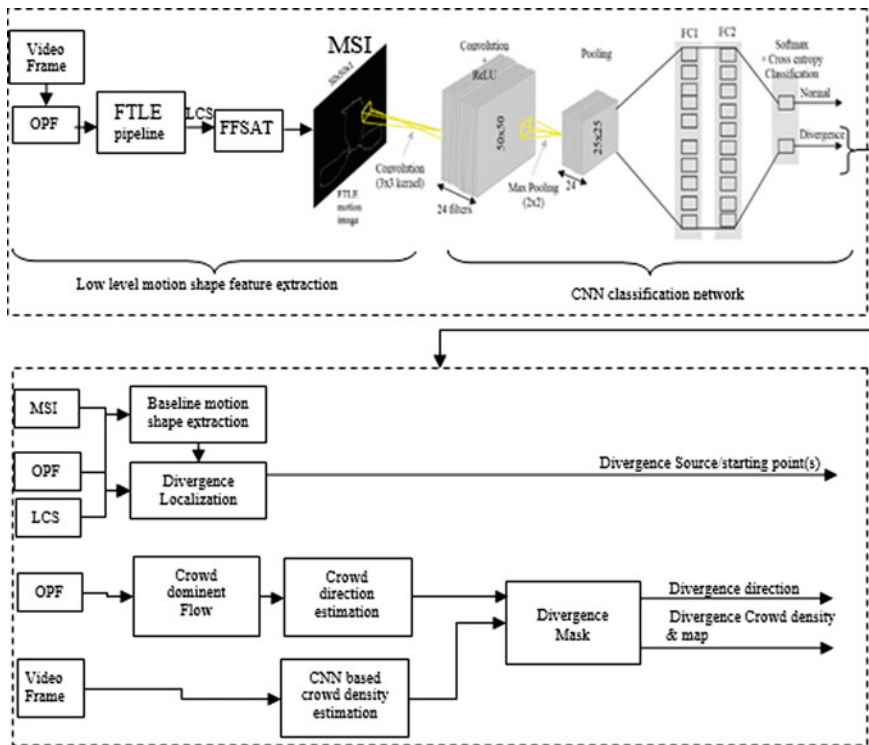 Video
Frame
OPF
FTLE
pipeline
LCS
FFSAT
MSI
50x50x1
FTLE
motion
image
Convolution
(3x3 kernel)
Convolution
+
ReLU
50x50
24 filters
Max Pooling
(2x2)
Pooling
25x25
24
FC1
FC2
Softmax
+ Cross entropy
Classification
Normal
Divergence
Low level motion shape feature extraction
CNN classification network
MSI
OPF
LCS
Baseline motion
shape extraction
Divergence
Localization
Divergence Source/starting point(s)
OPF
Crowd
dominent
Flow
Crowd
direction
estimation
Divergence
Mask
Divergence direction
Divergence Crowd density
& map
Video
Frame
CNN based
crowd density
estimation